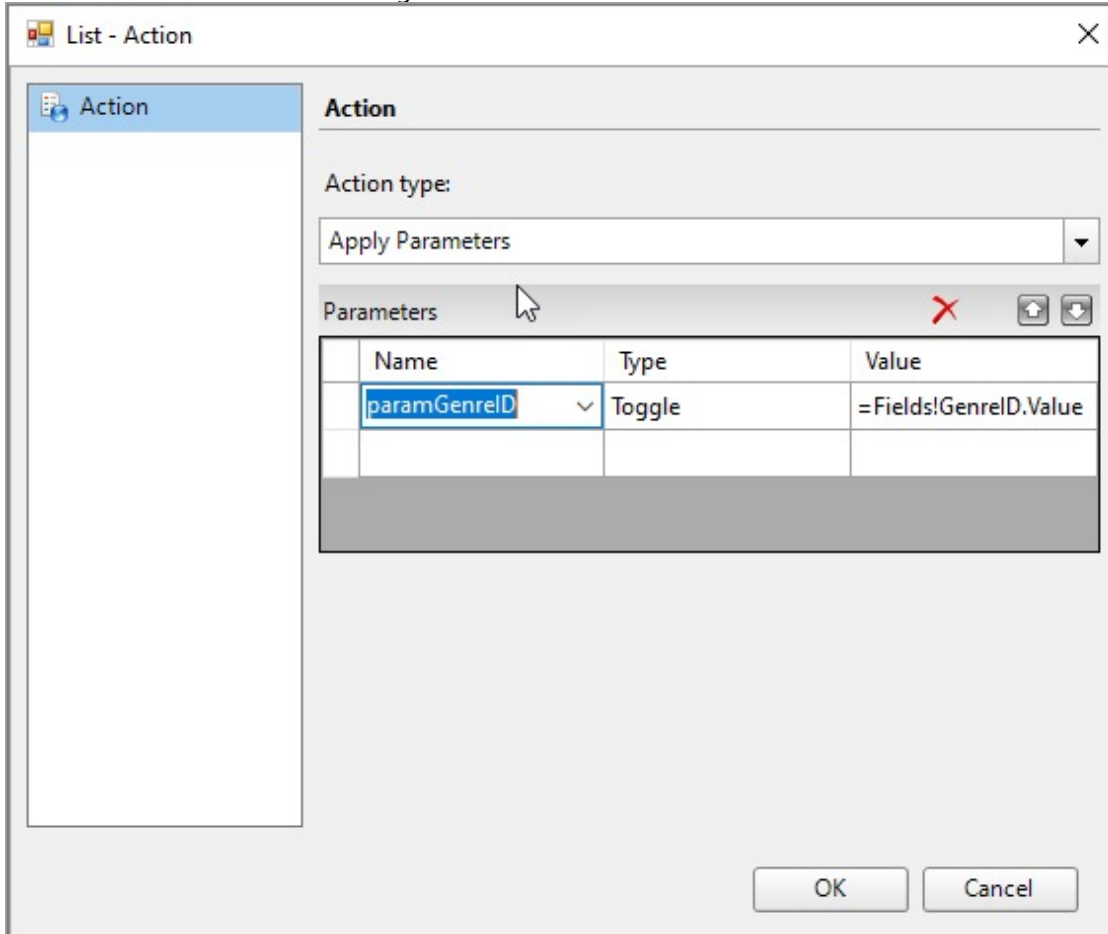 List - Action
Action
Action
Action type:
Apply Parameters
Parameters
Name Type Value
paramGenreID Toggle =Fields!GenreID.Value
OK Cancel